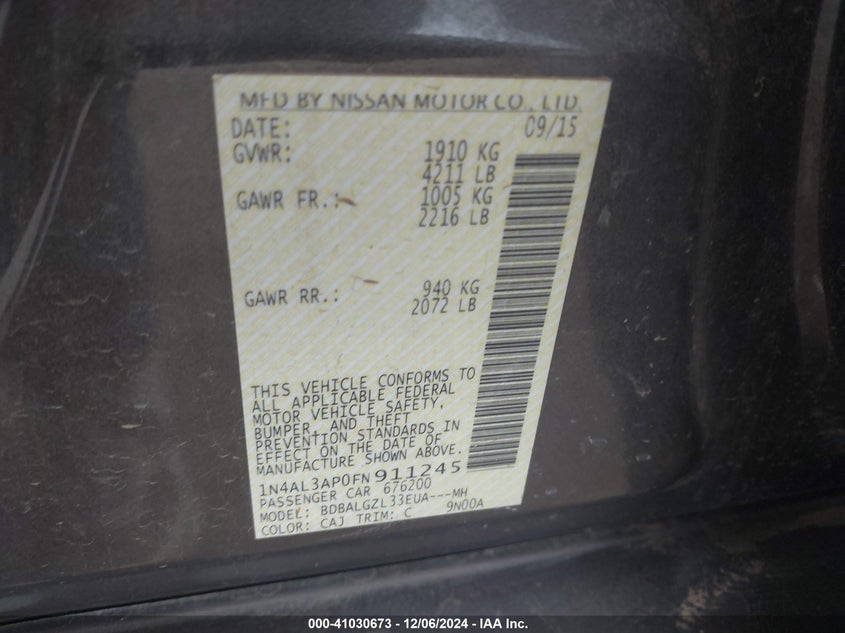 MFD BY NISSAN MOTOR CO., LTD.
DATE: 09/15
GVWR: 1910 KG
4211 LB
GAWR FR.: 1005 KG
2216 LB
GAWR RR.: 940 KG
2072 LB
THIS VEHICLE CONFORMS TO
ALL APPLICABLE FEDERAL
MOTOR VEHICLE SAFETY,
BUMPER, AND THEFT
PREVENTION STANDARDS IN
EFFECT ON THE DATE OF
MANUFACTURE SHOWN ABOVE.
1N4AL3AP0FN911245
PASSENGER CAR 676200
MODEL: BDBALGZL33EUA---MH
COLOR: CAJ TRIM: C 9N00A
000-41030673 - 12/06/2024 - IAA Inc.